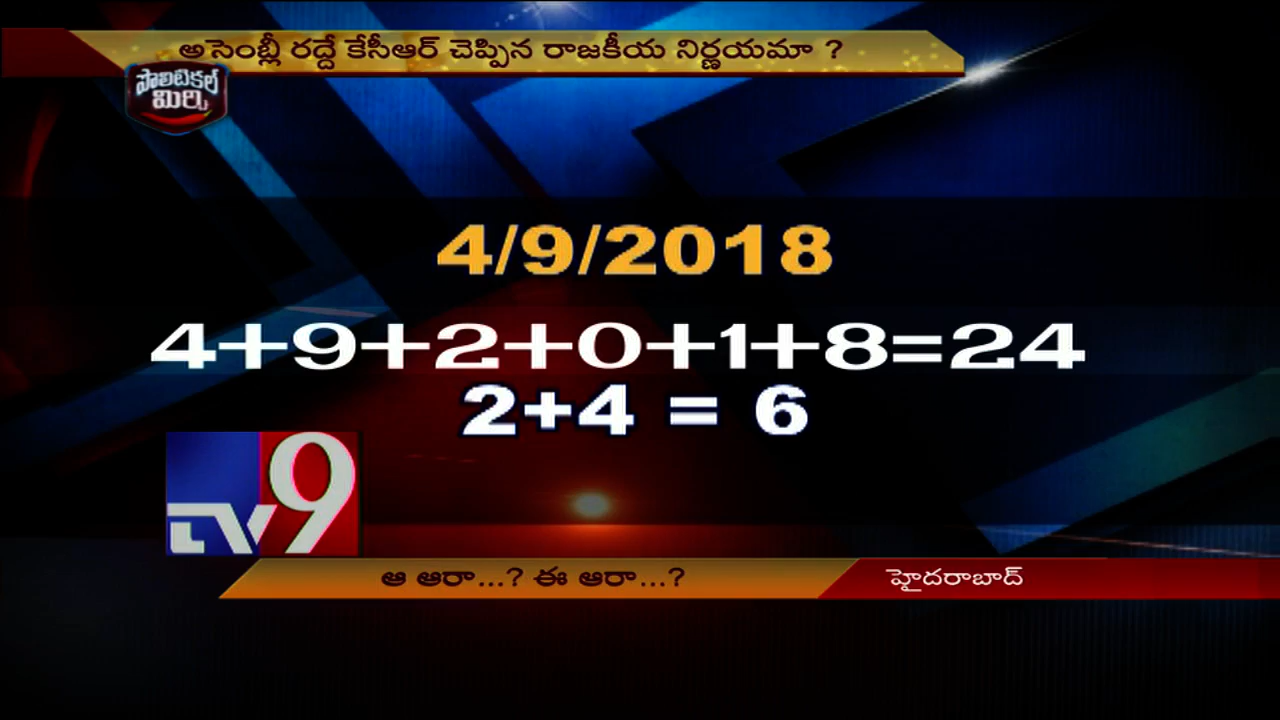 అసెంబ్లీ రద్దే కేసీఆర్ చెప్పిన రాజకీయ నిర్ణయమా ?
పొలిటికల్
మిర్చి
4/9/2018
4+9+2+0+1+8=24
2+4 = 6
TV9
ఆ ఆరా...? ఈ ఆరా...?
హైదరాబాద్